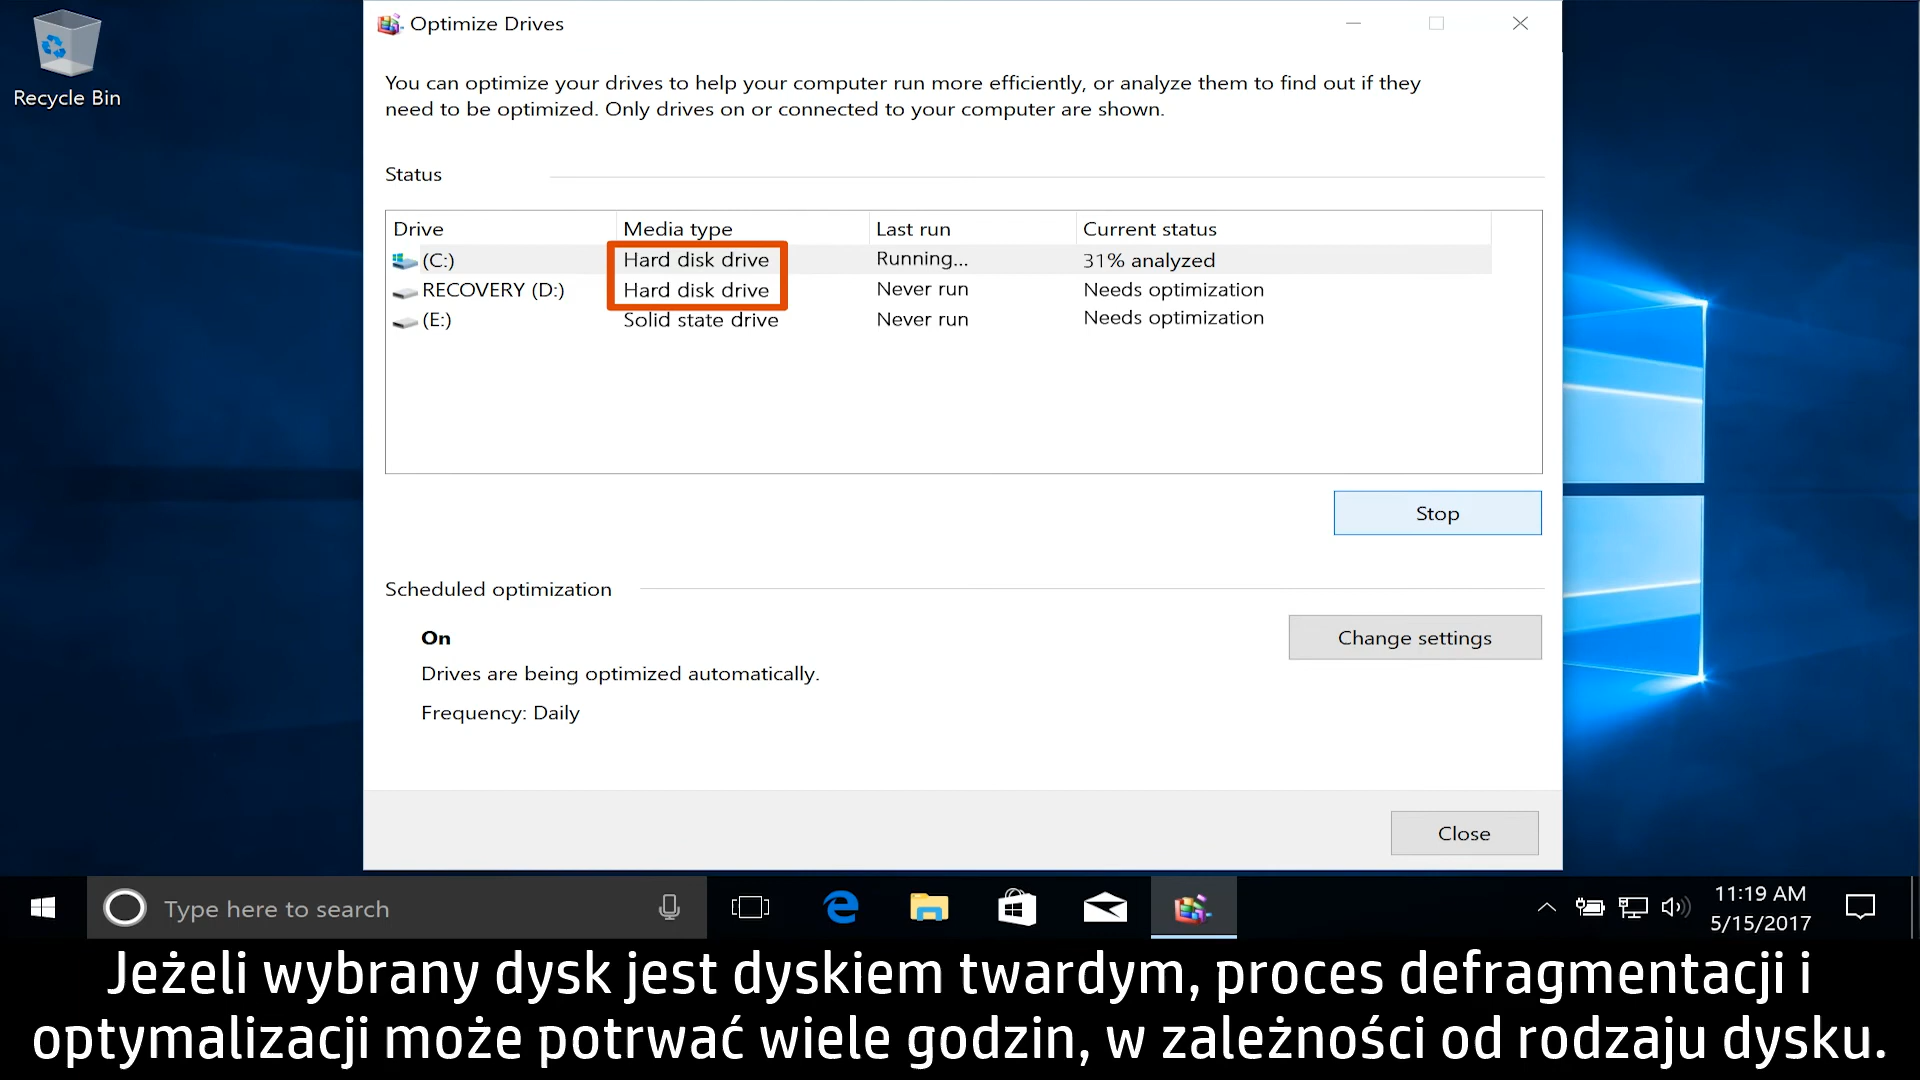 Recycle Bin
Optimize Drives
You can optimize your drives to help your computer run more efficiently, or analyze them to find out if they
need to be optimized. Only drives on or connected to your computer are shown.
Status
Drive Media type Last run Current status
(C:) Hard disk drive Running... 31% analyzed
RECOVERY (D:) Hard disk drive Never run Needs optimization
(E:) Solid state drive Never run Needs optimization
Stop
Scheduled optimization
On
Change settings
Drives are being optimized automatically.
Frequency: Daily
Close
Type here to search
11:19 AM
5/15/2017
Jeżeli wybrany dysk jest dyskiem twardym, proces defragmentacji i
optymalizacji może potrwać wiele godzin, w zależności od rodzaju dysku.